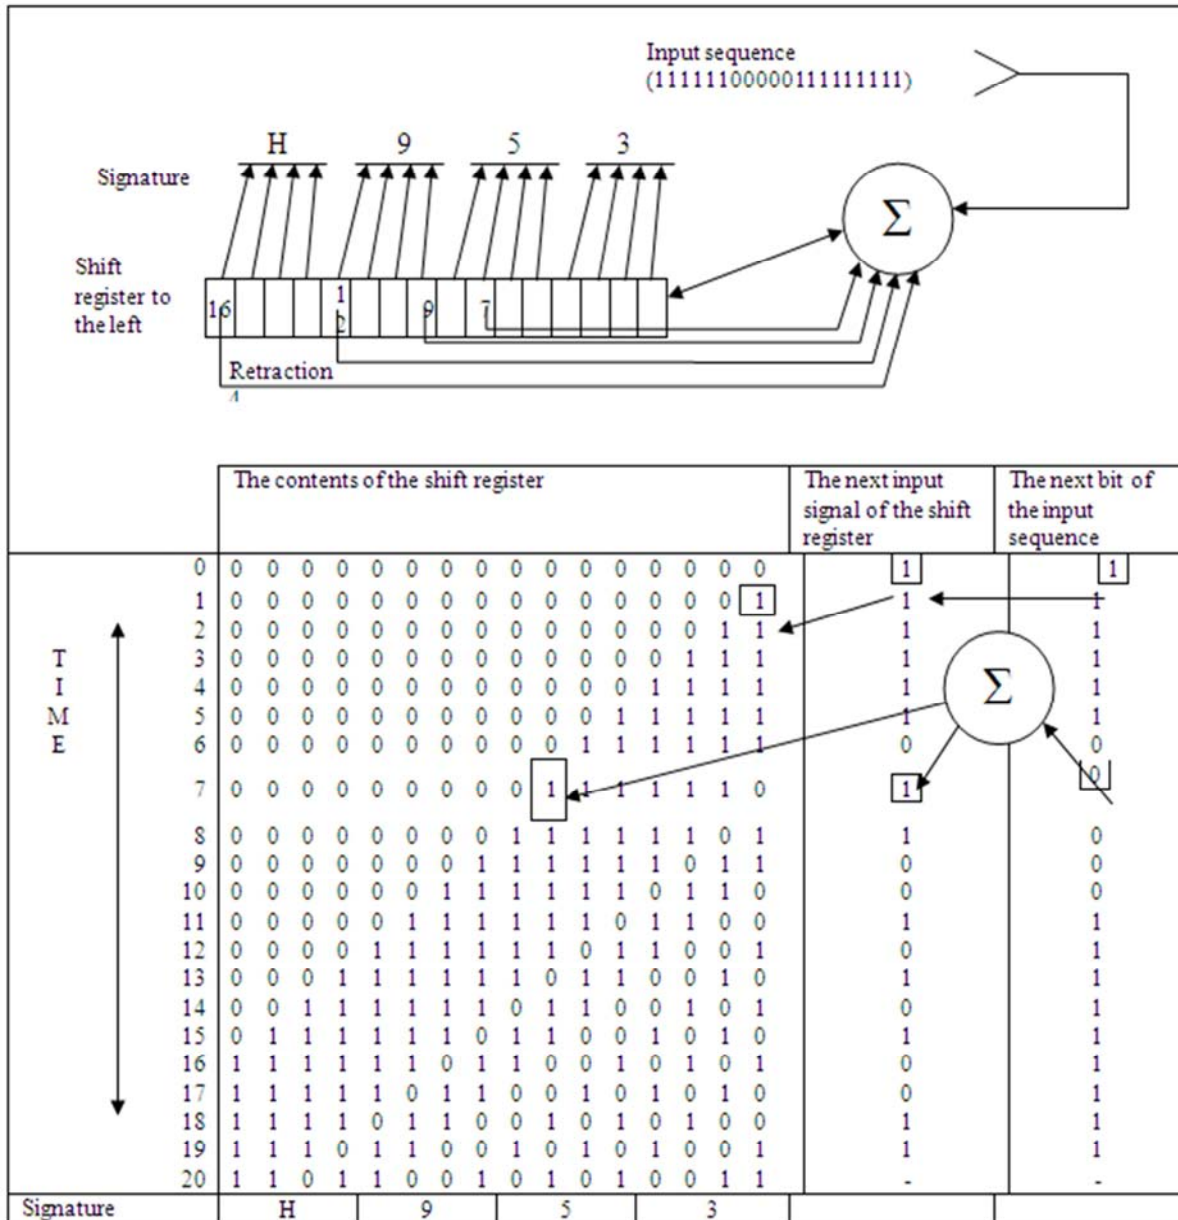 Input sequence
(11111100000111111111)
H 9 5 3
Signature
Shift
register to
the left
16 12 9 7
Σ
Retraction
The contents of the shift register
The next input
signal of the shift
register
The next bit of
the input
sequence
T
I
M
E
Σ
0 0 0 0 0 0 0 0 0 0 0 0 0 0 0 0 0 1 1
1 0 0 0 0 0 0 0 0 0 0 0 0 0 0 0 1 1 1
2 0 0 0 0 0 0 0 0 0 0 0 0 0 0 1 1 1 1
3 0 0 0 0 0 0 0 0 0 0 0 0 0 1 1 1 1 1
4 0 0 0 0 0 0 0 0 0 0 0 0 1 1 1 1 1 1
5 0 0 0 0 0 0 0 0 0 0 0 1 1 1 1 1 1 1
6 0 0 0 0 0 0 0 0 0 0 1 1 1 1 1 1 0 0
7 0 0 0 0 0 0 0 0 0 1 1 1 1 1 1 0 1 0
8 0 0 0 0 0 0 0 0 1 1 1 1 1 1 0 1 1 0
9 0 0 0 0 0 0 0 1 1 1 1 1 1 0 1 1 0 0
10 0 0 0 0 0 0 1 1 1 1 1 1 0 1 1 0 0 0
11 0 0 0 0 0 1 1 1 1 1 1 0 1 1 0 0 1 1
12 0 0 0 0 1 1 1 1 1 1 0 1 1 0 0 1 0 1
13 0 0 0 1 1 1 1 1 1 0 1 1 0 0 1 0 1 1
14 0 0 1 1 1 1 1 1 0 1 1 0 0 1 0 1 0 1
15 0 1 1 1 1 1 1 0 1 1 0 0 1 0 1 0 1 1
16 1 1 1 1 1 1 0 1 1 0 0 1 0 1 0 1 0 1
17 1 1 1 1 1 0 1 1 0 0 1 0 1 0 1 0 0 1
18 1 1 1 1 0 1 1 0 0 1 0 1 0 1 0 0 1 1
19 1 1 1 0 1 1 0 0 1 0 1 0 1 0 0 1 1 1
20 1 1 0 1 1 0 0 1 0 1 0 1 0 0 1 1 - -
Signature H 9 5 3